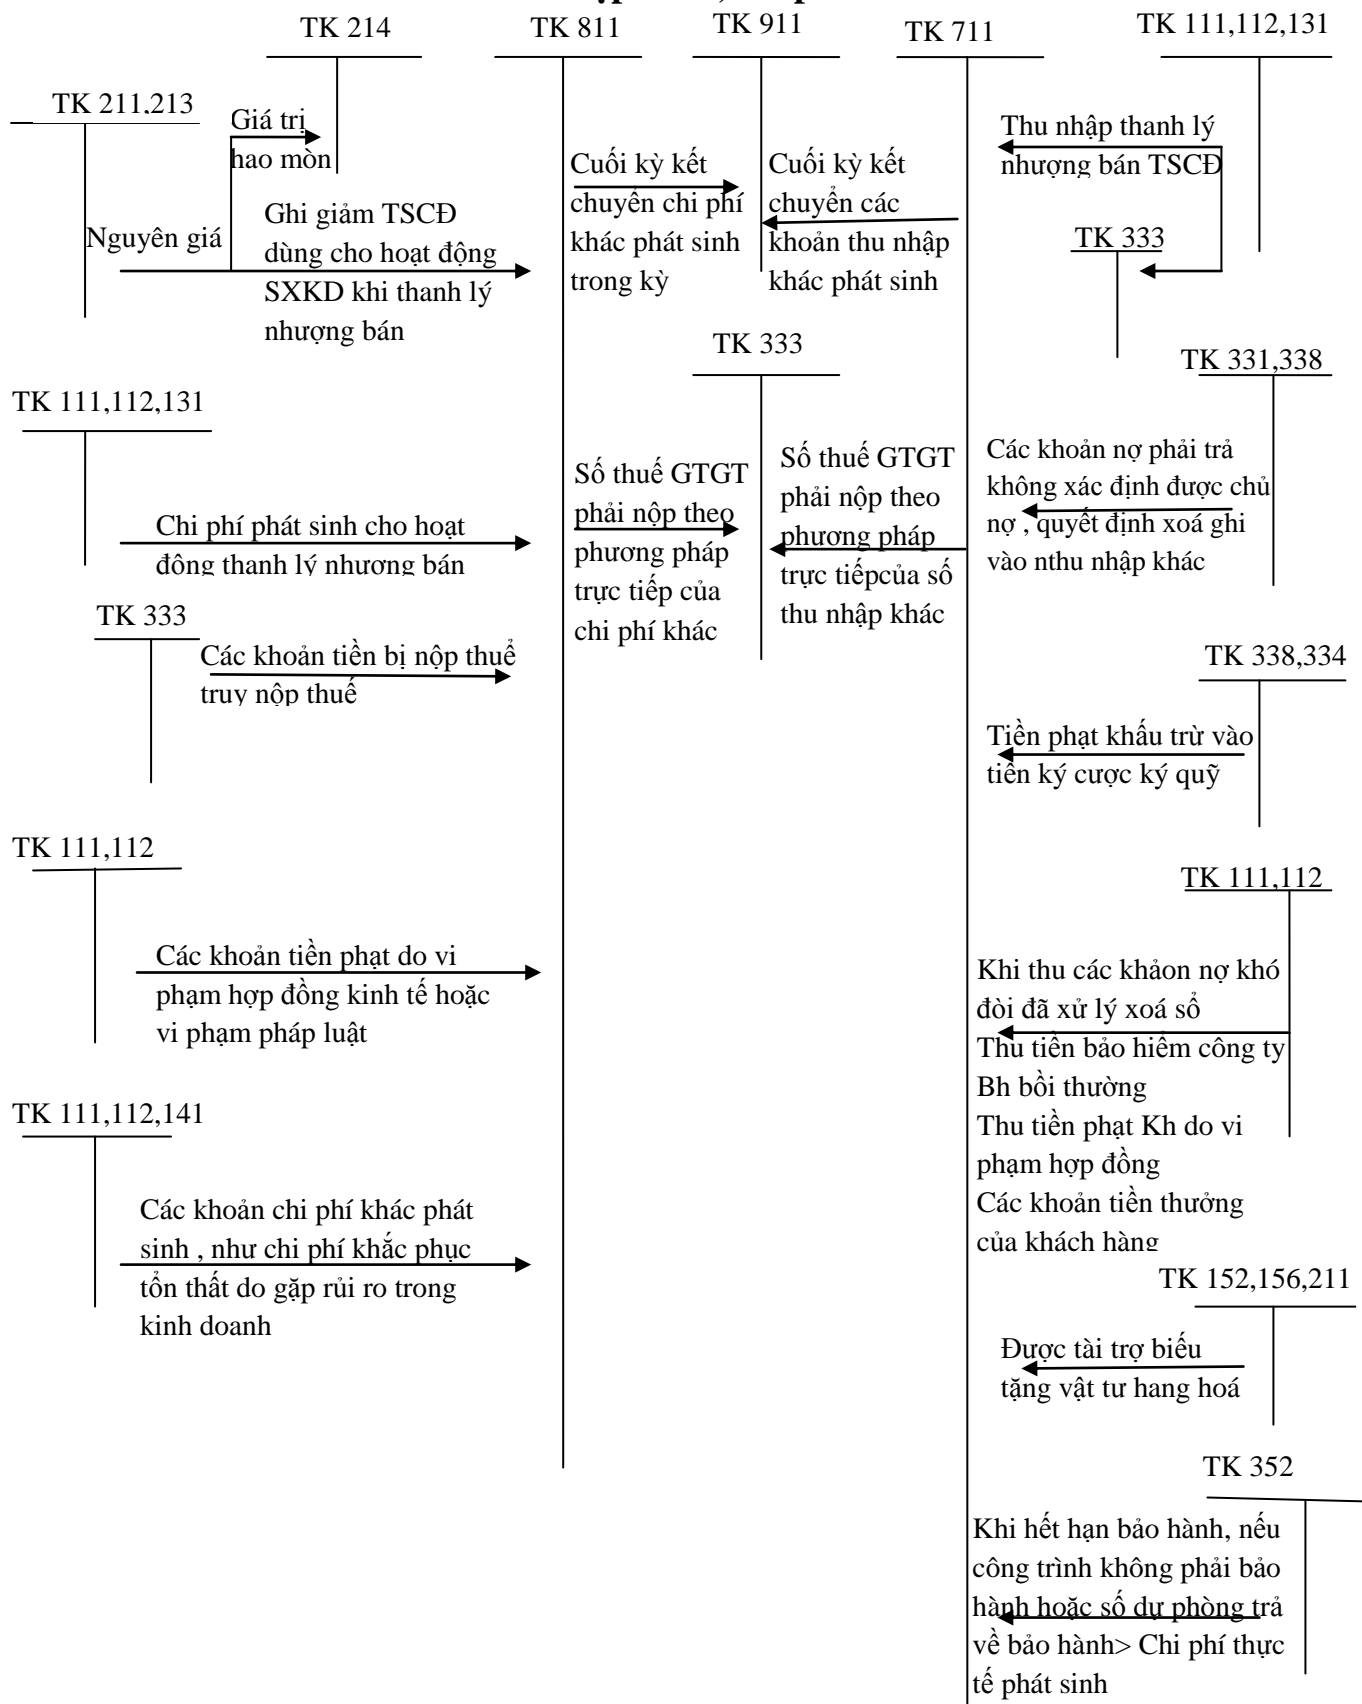 TK 214
TK 811
TK 911
TK 711
TK 111,112,131
TK 211,213
Giá trị
hao mòn
Nguyên giá
Ghi giảm TSCĐ
dùng cho hoạt động
SXKD khi thanh lý
nhượng bán
Cuối kỳ kết
chuyển chi phí
khác phát sinh
trong kỳ
Cuối kỳ kết
chuyển các
khoản thu nhập
khác phát sinh
Thu nhập thanh lý
nhượng bán TSCĐ
TK 333
TK 333
TK 331,338
TK 111,112,131
Chi phí phát sinh cho hoạt
đông thanh lý nhương bán
Số thuế GTGT
phải nộp theo
phương pháp
trực tiếp của
chi phí khác
Số thuế GTGT
phải nộp theo
phương pháp
trực tiếpcủa số
thu nhập khác
Các khoản nợ phải trả
không xác định được chủ
nợ , quyết định xoá ghi
vào nthu nhập khác
TK 333
Các khoản tiền bị nộp thuể
truy nộp thuế
TK 338,334
Tiền phạt khấu trừ vào
tiền ký cược ký quỹ
TK 111,112
Các khoản tiền phạt do vi
phạm hợp đồng kinh tế hoặc
vi phạm pháp luật
TK 111,112
Khi thu các khảon nợ khó
đòi đã xử lý xoá sổ
Thu tiền bảo hiểm công ty
Bh bồi thường
Thu tiền phạt Kh do vi
phạm hợp đồng
Các khoản tiền thưởng
của khách hàng
TK 111,112,141
Các khoản chi phí khác phát
sinh , như chi phí khắc phục
tổn thất do gặp rủi ro trong
kinh doanh
TK 152,156,211
Được tài trợ biếu
tặng vật tư hang hoá
TK 352
Khi hết hạn bảo hành, nếu
công trình không phải bảo
hành hoặc số dự phòng trả
về bảo hành> Chi phí thực
tế phát sinh